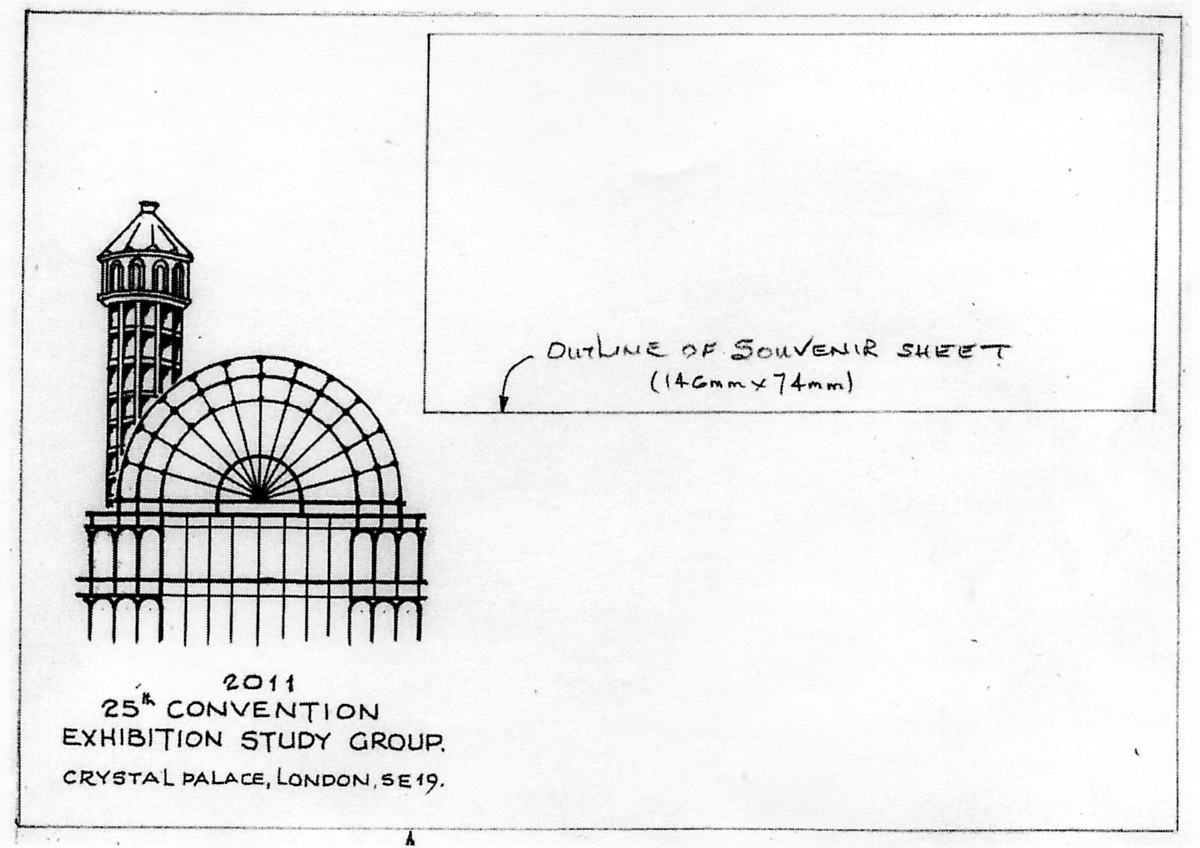 OUTLINE OF SOUVENIR SHEET
(146mm x 74mm)
2011
25th CONVENTION
EXHIBITION STUDY GROUP.
CRYSTAL PALACE, LONDON, SE19.